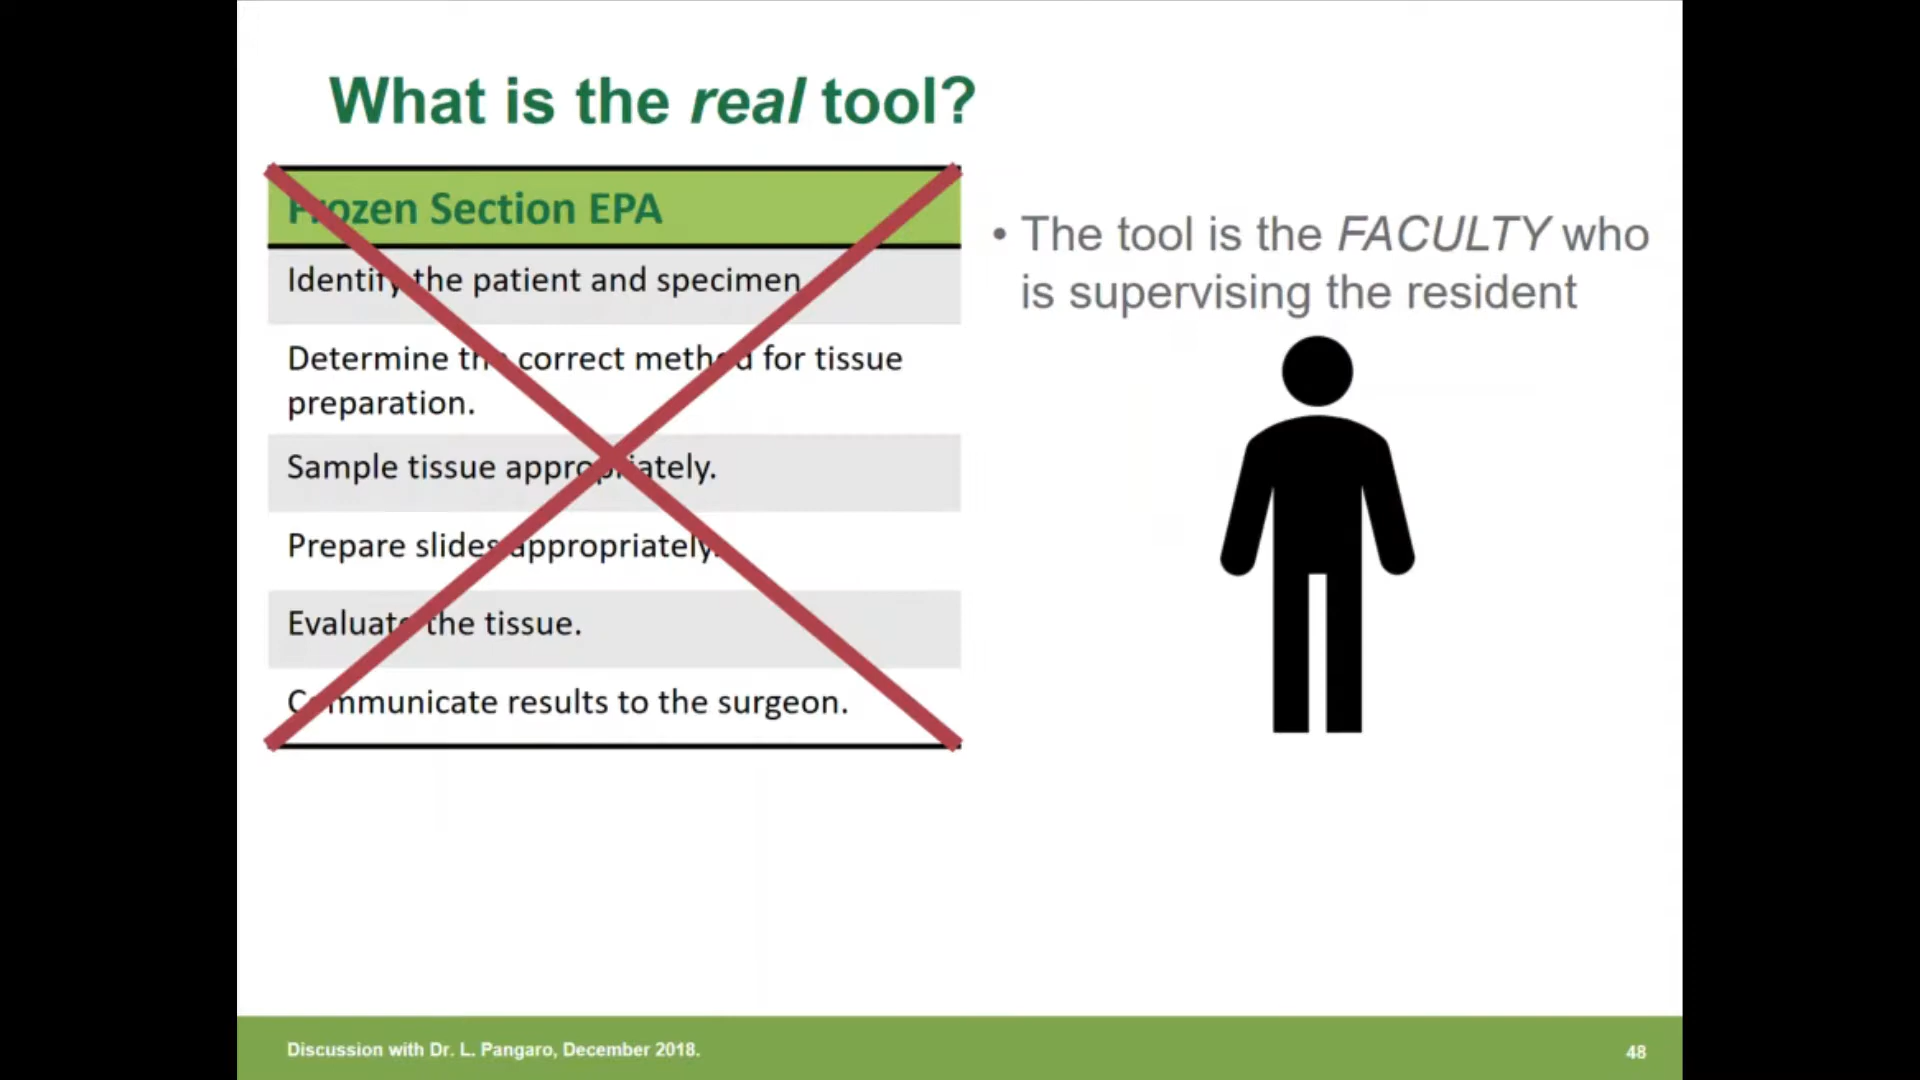 What is the real tool?
Frozen Section EPA
Identify the patient and specimen
Determine the correct method for tissue
preparation.
Sample tissue appropriately.
Prepare slides appropriately.
Evaluate the tissue.
Communicate results to the surgeon.
• The tool is the FACULTY who
is supervising the resident
Discussion with Dr. L. Pangaro, December 2018.
48